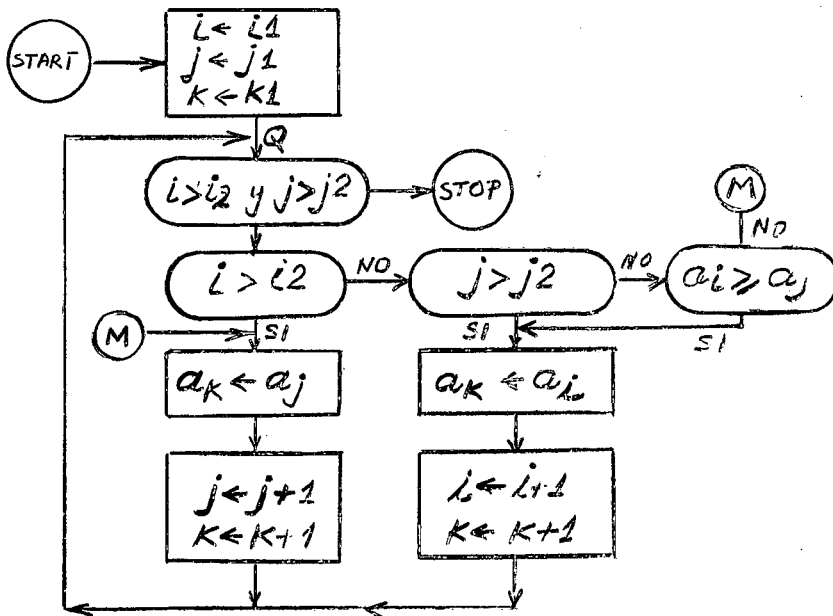 START
i ← i1
j ← j1
K ← K1
Q
i > i2 y j > j2
STOP
M
NO
i > i2
NO
j > j2
NO
ai ⩾ aj
M
SI
SI
SI
aK ← aj
aK ← ai
j ← j+1
K ← K+1
i ← i+1
K ← K+1